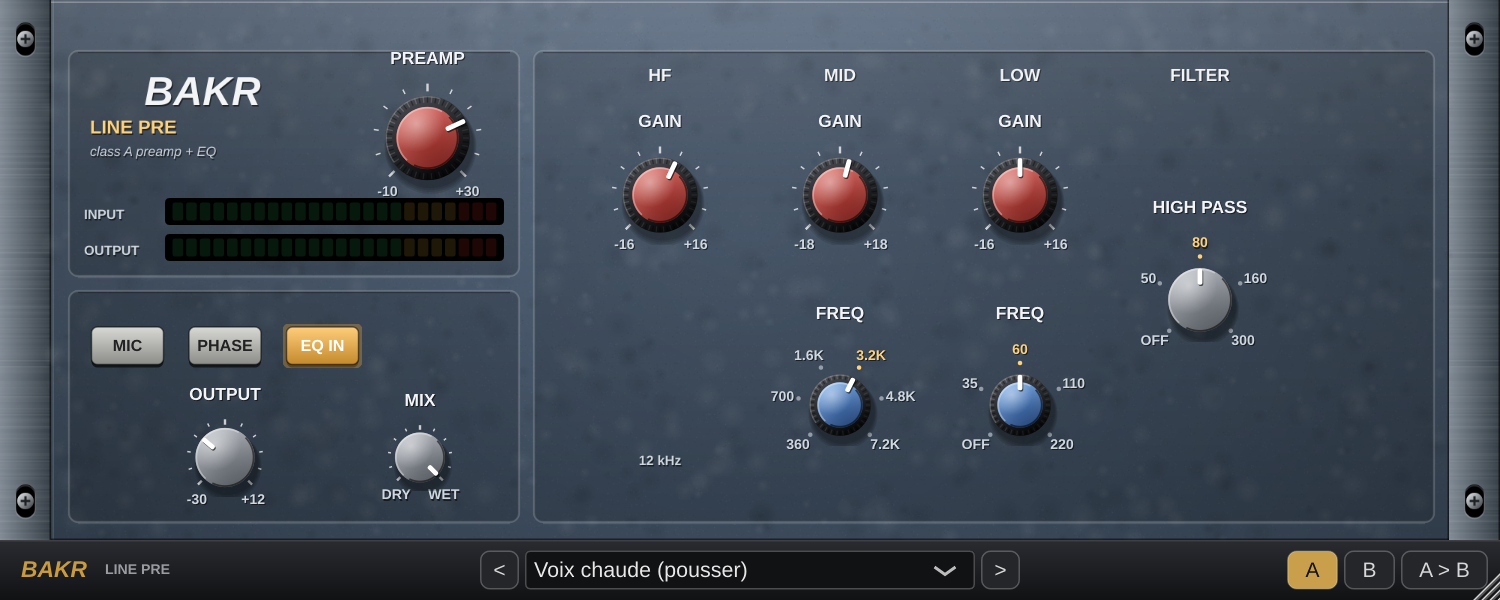 BAKR
LINE PRE
class A preamp + EQ
PREAMP
-10 +30
INPUT
OUTPUT
MIC PHASE EQ IN
OUTPUT
-30 +12
MIX
DRY WET
HF MID LOW FILTER
GAIN GAIN GAIN
-16 +16 -18 +18 -16 +16
HIGH PASS
80
50 160
OFF 300
FREQ FREQ
1.6K 3.2K
700 4.8K
360 7.2K
60
35 110
OFF 220
12 kHz
BAKR LINE PRE < Voix chaude (pousser) > A B A > B